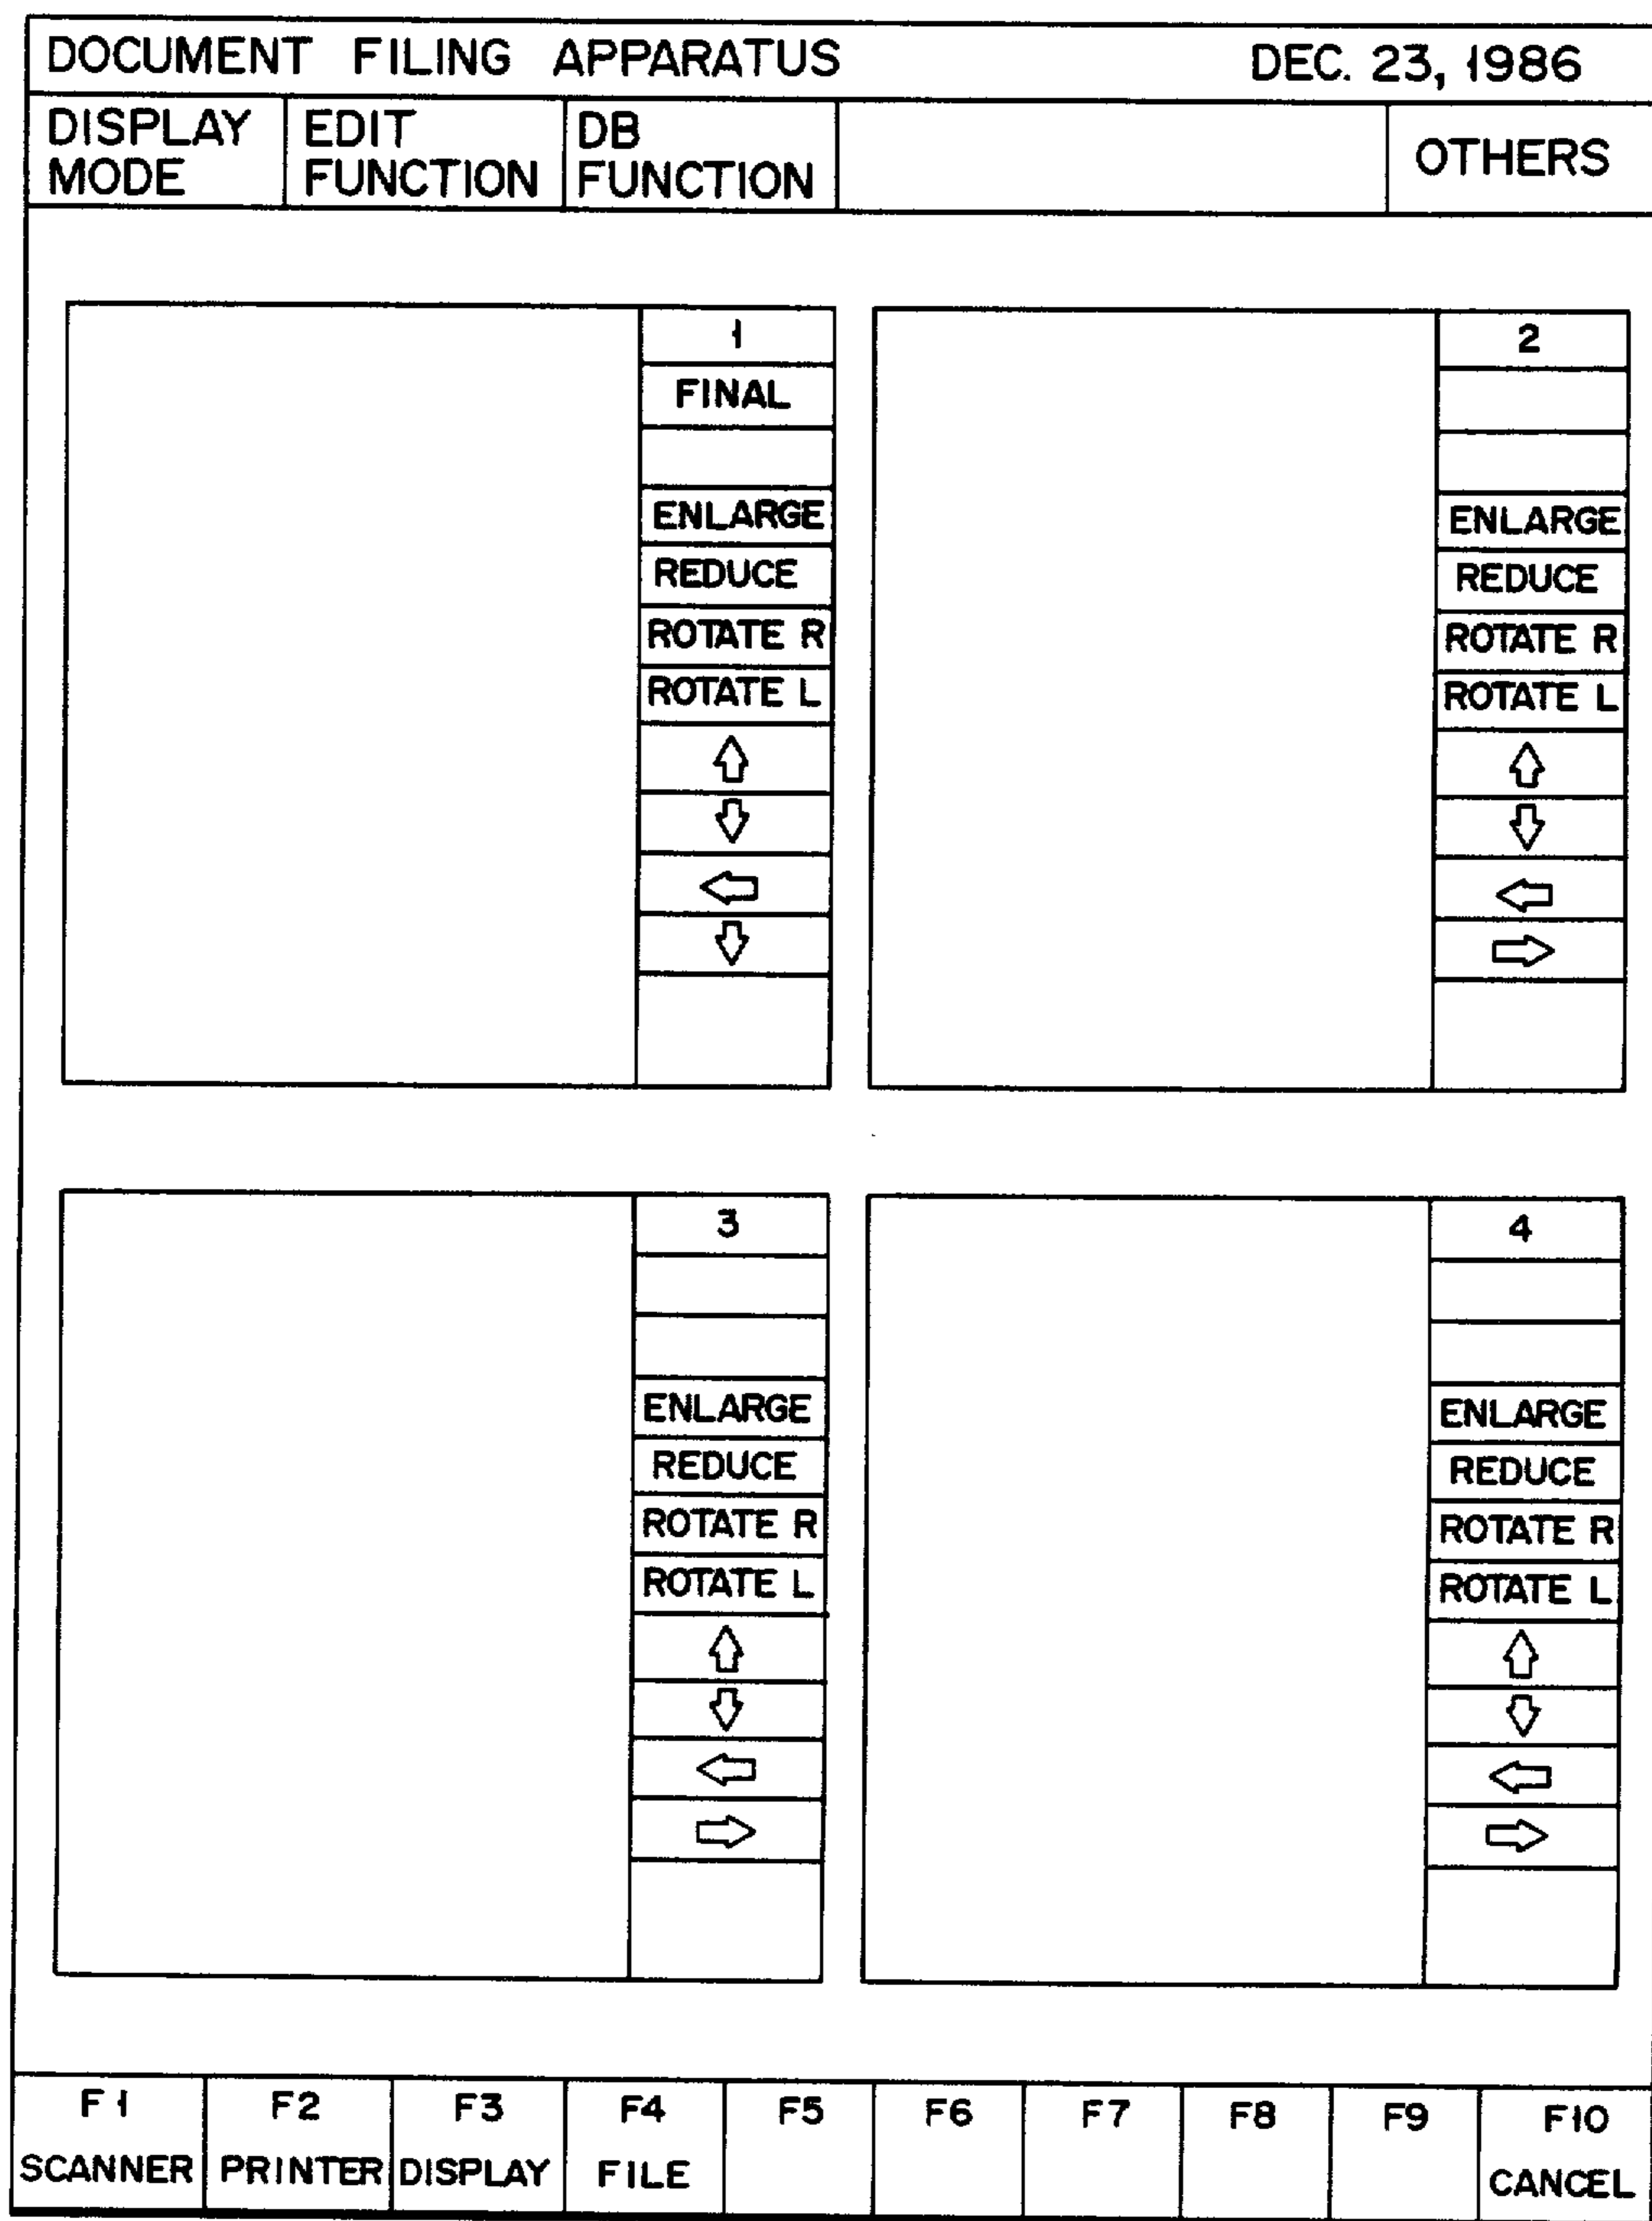 DOCUMENT FILING APPARATUS DEC. 23, 1986
DISPLAY MODE EDIT FUNCTION DB FUNCTION OTHERS
1
FINAL
ENLARGE
REDUCE
ROTATE R
ROTATE L
2
ENLARGE
REDUCE
ROTATE R
ROTATE L
3
ENLARGE
REDUCE
ROTATE R
ROTATE L
4
ENLARGE
REDUCE
ROTATE R
ROTATE L
F1 F2 F3 F4 F5 F6 F7 F8 F9 F10
SCANNER PRINTER DISPLAY FILE CANCEL